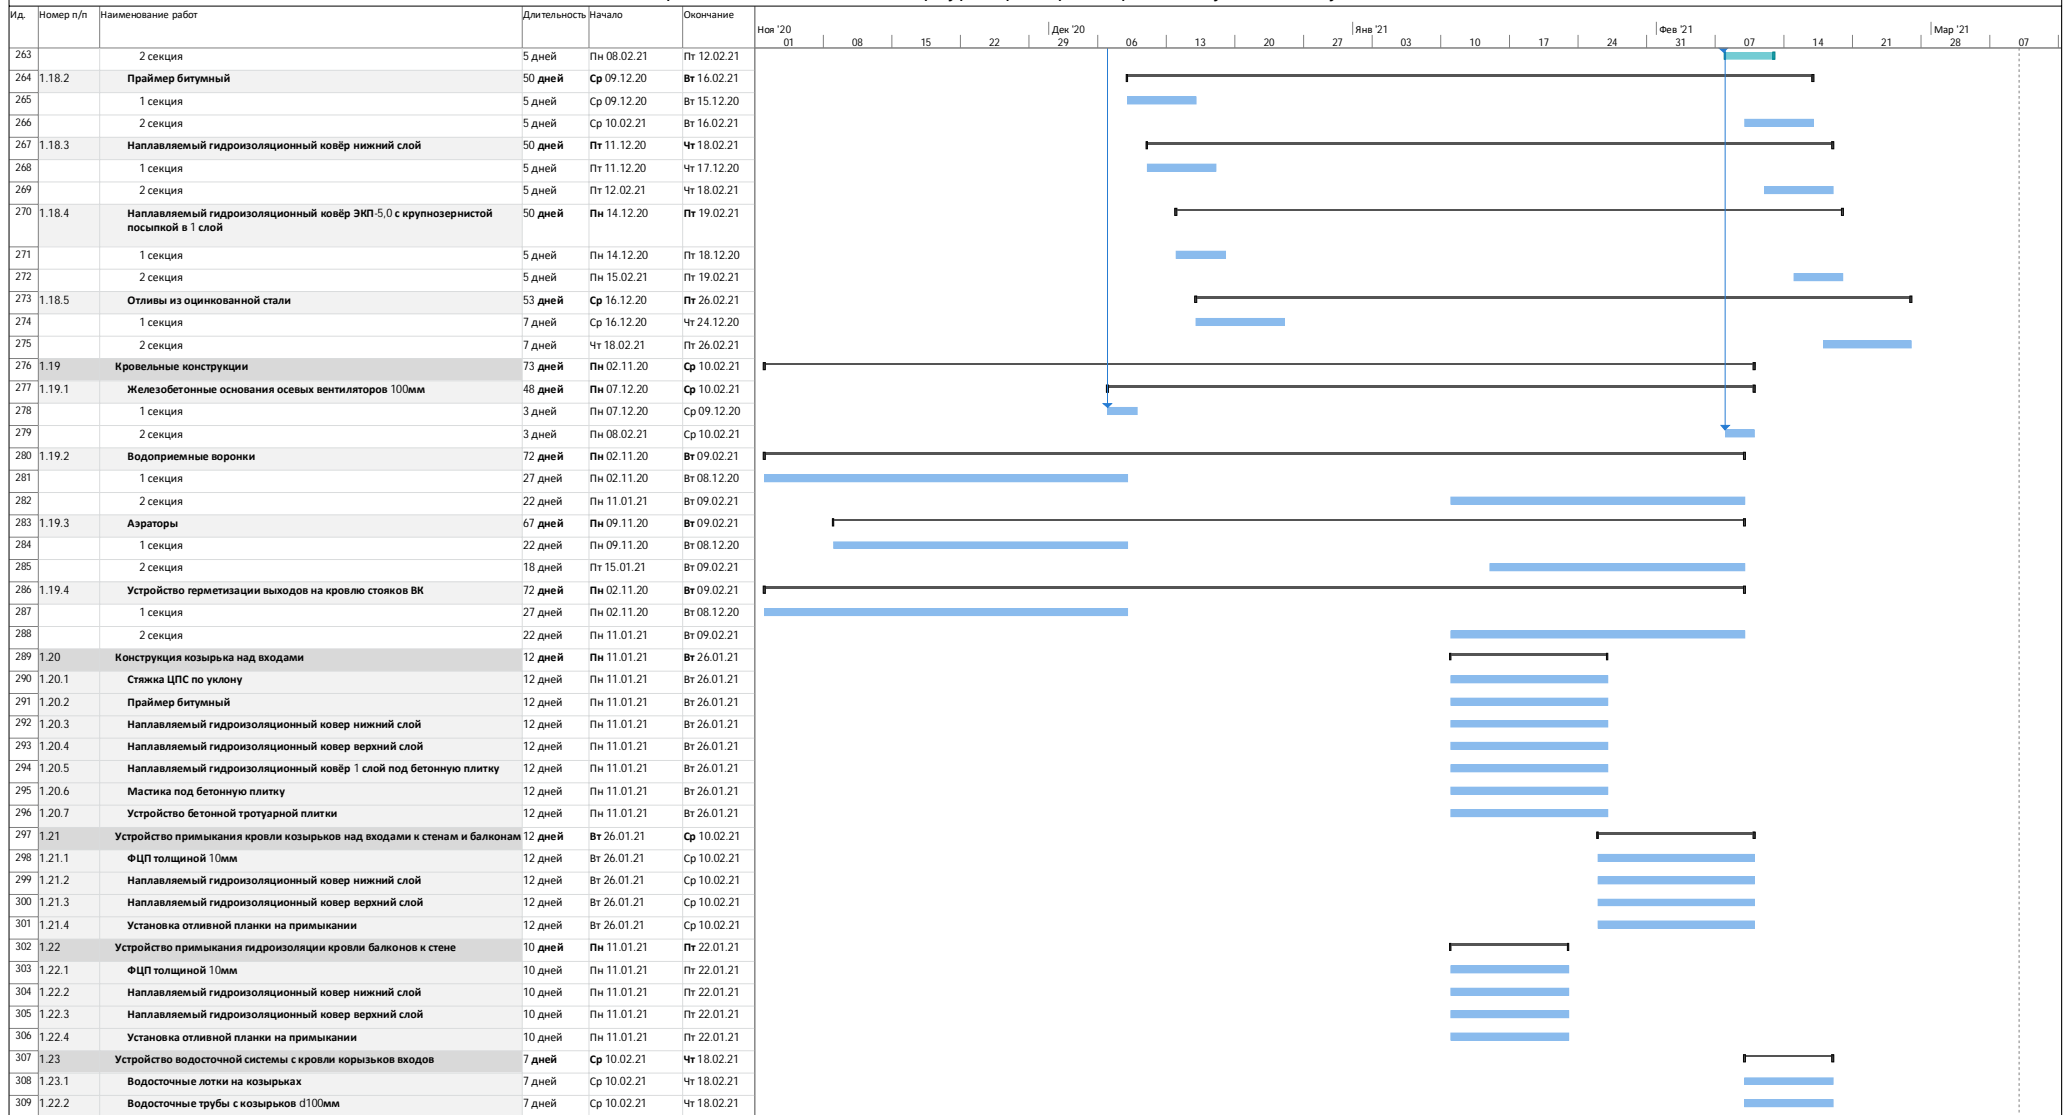 Ид. Номер п/п Наименование работ Длительность Начало Окончание
Ноя '20 Дек '20 Янв '21 Фев '21 Мар '21
01 08 15 22 29 06 13 20 27 03 10 17 24 31 07 14 21 28 07
263 2 секция 5 дней Пн 08.02.21 Пт 12.02.21
264 1.18.2 Праймер битумный 50 дней Ср 09.12.20 Вт 16.02.21
265 1 секция 5 дней Ср 09.12.20 Вт 15.12.20
266 2 секция 5 дней Ср 10.02.21 Вт 16.02.21
267 1.18.3 Наплавляемый гидроизоляционный ковёр нижний слой 50 дней Пт 11.12.20 Чт 18.02.21
268 1 секция 5 дней Пт 11.12.20 Чт 17.12.20
269 2 секция 5 дней Пт 12.02.21 Чт 18.02.21
270 1.18.4 Наплавляемый гидроизоляционный ковёр ЭКП-5,0 с крупнозернистой 50 дней Пн 14.12.20 Пт 19.02.21
посыпкой в 1 слой
271 1 секция 5 дней Пн 14.12.20 Пт 18.12.20
272 2 секция 5 дней Пн 15.02.21 Пт 19.02.21
273 1.18.5 Отливы из оцинкованной стали 53 дней Ср 16.12.20 Пт 26.02.21
274 1 секция 7 дней Ср 16.12.20 Чт 24.12.20
275 2 секция 7 дней Чт 18.02.21 Пт 26.02.21
276 1.19 Кровельные конструкции 73 дней Пн 02.11.20 Ср 10.02.21
277 1.19.1 Железобетонные основания осевых вентиляторов 100мм 48 дней Пн 07.12.20 Ср 10.02.21
278 1 секция 3 дней Пн 07.12.20 Ср 09.12.20
279 2 секция 3 дней Пн 08.02.21 Ср 10.02.21
280 1.19.2 Водоприемные воронки 72 дней Пн 02.11.20 Вт 09.02.21
281 1 секция 27 дней Пн 02.11.20 Вт 08.12.20
282 2 секция 22 дней Пн 11.01.21 Вт 09.02.21
283 1.19.3 Аэраторы 67 дней Пн 09.11.20 Вт 09.02.21
284 1 секция 22 дней Пн 09.11.20 Вт 08.12.20
285 2 секция 18 дней Пт 15.01.21 Вт 09.02.21
286 1.19.4 Устройство герметизации выходов на кровлю стояков ВК 72 дней Пн 02.11.20 Вт 09.02.21
287 1 секция 27 дней Пн 02.11.20 Вт 08.12.20
288 2 секция 22 дней Пн 11.01.21 Вт 09.02.21
289 1.20 Конструкция козырька над входами 12 дней Пн 11.01.21 Вт 26.01.21
290 1.20.1 Стяжка ЦПС по уклону 12 дней Пн 11.01.21 Вт 26.01.21
291 1.20.2 Праймер битумный 12 дней Пн 11.01.21 Вт 26.01.21
292 1.20.3 Наплавляемый гидроизоляционный ковер нижний слой 12 дней Пн 11.01.21 Вт 26.01.21
293 1.20.4 Наплавляемый гидроизоляционный ковер верхний слой 12 дней Пн 11.01.21 Вт 26.01.21
294 1.20.5 Наплавляемый гидроизоляционный ковёр 1 слой под бетонную плитку 12 дней Пн 11.01.21 Вт 26.01.21
295 1.20.6 Мастика под бетонную плитку 12 дней Пн 11.01.21 Вт 26.01.21
296 1.20.7 Устройство бетонной тротуарной плитки 12 дней Пн 11.01.21 Вт 26.01.21
297 1.21 Устройство примыкания кровли козырьков над входами к стенам и балконам 12 дней Вт 26.01.21 Ср 10.02.21
298 1.21.1 ФЦП толщиной 10мм 12 дней Вт 26.01.21 Ср 10.02.21
299 1.21.2 Наплавляемый гидроизоляционный ковер нижний слой 12 дней Вт 26.01.21 Ср 10.02.21
300 1.21.3 Наплавляемый гидроизоляционный ковер верхний слой 12 дней Вт 26.01.21 Ср 10.02.21
301 1.21.4 Установка отливной планки на примыкании 12 дней Вт 26.01.21 Ср 10.02.21
302 1.22 Устройство примыкания гидроизоляции кровли балконов к стене 10 дней Пн 11.01.21 Пт 22.01.21
303 1.22.1 ФЦП толщиной 10мм 10 дней Пн 11.01.21 Пт 22.01.21
304 1.22.2 Наплавляемый гидроизоляционный ковер нижний слой 10 дней Пн 11.01.21 Пт 22.01.21
305 1.22.3 Наплавляемый гидроизоляционный ковер верхний слой 10 дней Пн 11.01.21 Пт 22.01.21
306 1.22.4 Установка отливной планки на примыкании 10 дней Пн 11.01.21 Пт 22.01.21
307 1.23 Устройство водосточной системы с кровли корызьков входов 7 дней Ср 10.02.21 Чт 18.02.21
308 1.23.1 Водосточные лотки на козырьках 7 дней Ср 10.02.21 Чт 18.02.21
309 1.22.2 Водосточные трубы с козырьков d100мм 7 дней Ср 10.02.21 Чт 18.02.21